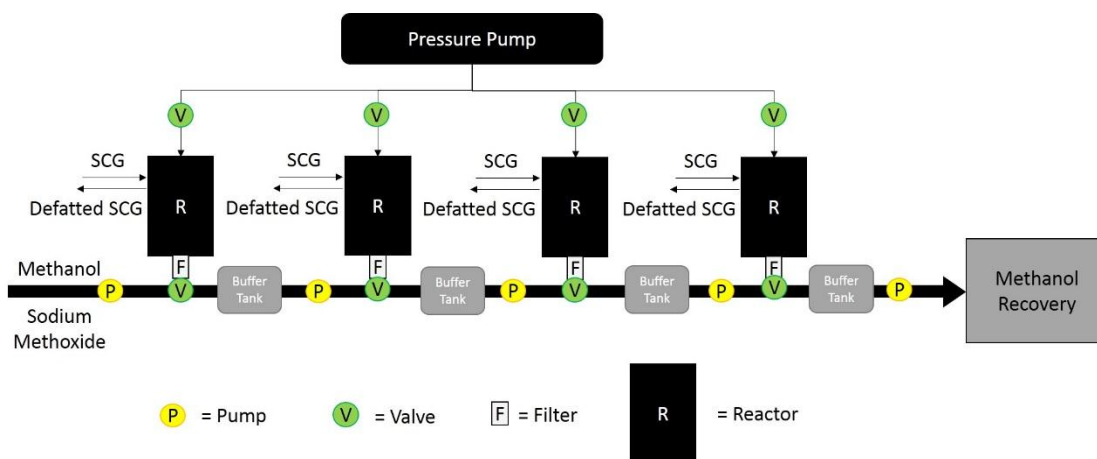 Pressure Pump
V
V
V
V
SCG
Defatted SCG
R
SCG
Defatted SCG
R
SCG
Defatted SCG
R
SCG
Defatted SCG
R
F
F
F
F
Methanol
P
V
Buffer
Tank
P
V
Buffer
Tank
P
V
Buffer
Tank
P
V
Buffer
Tank
P
Sodium
Methoxide
Methanol
Recovery
P = Pump
V = Valve
F = Filter
R = Reactor